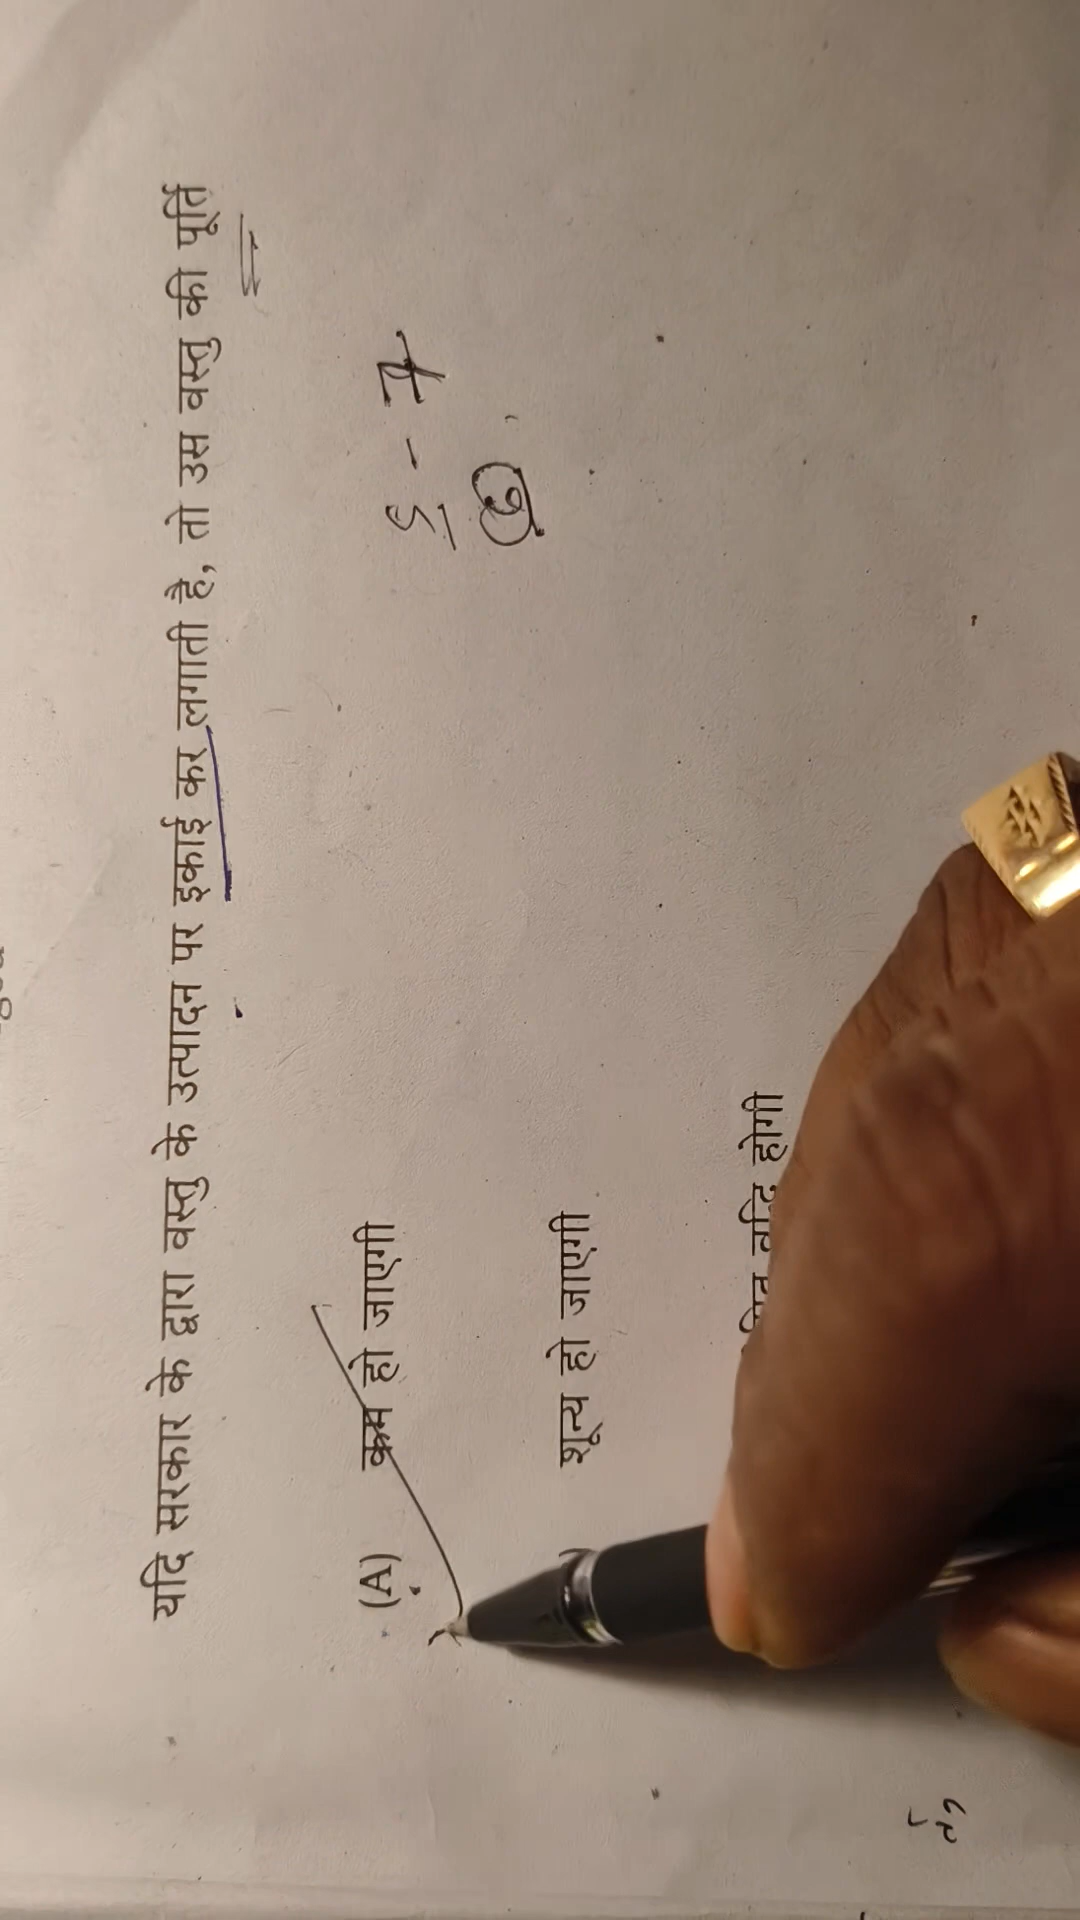 यदि सरकार के द्वारा वस्तु के उत्पादन पर इकाई कर लगाती है, तो उस वस्तु की पूर्ति
(A) कम हो जाएगी
शून्य हो जाएगी
होगी